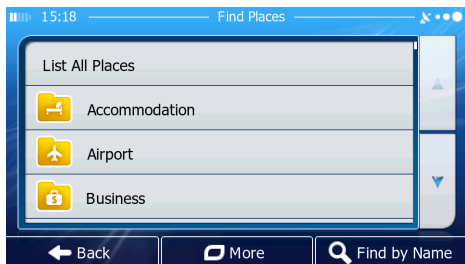 15:18 Find Places
List All Places
Accommodation
Airport
Business
Back More Find by Name